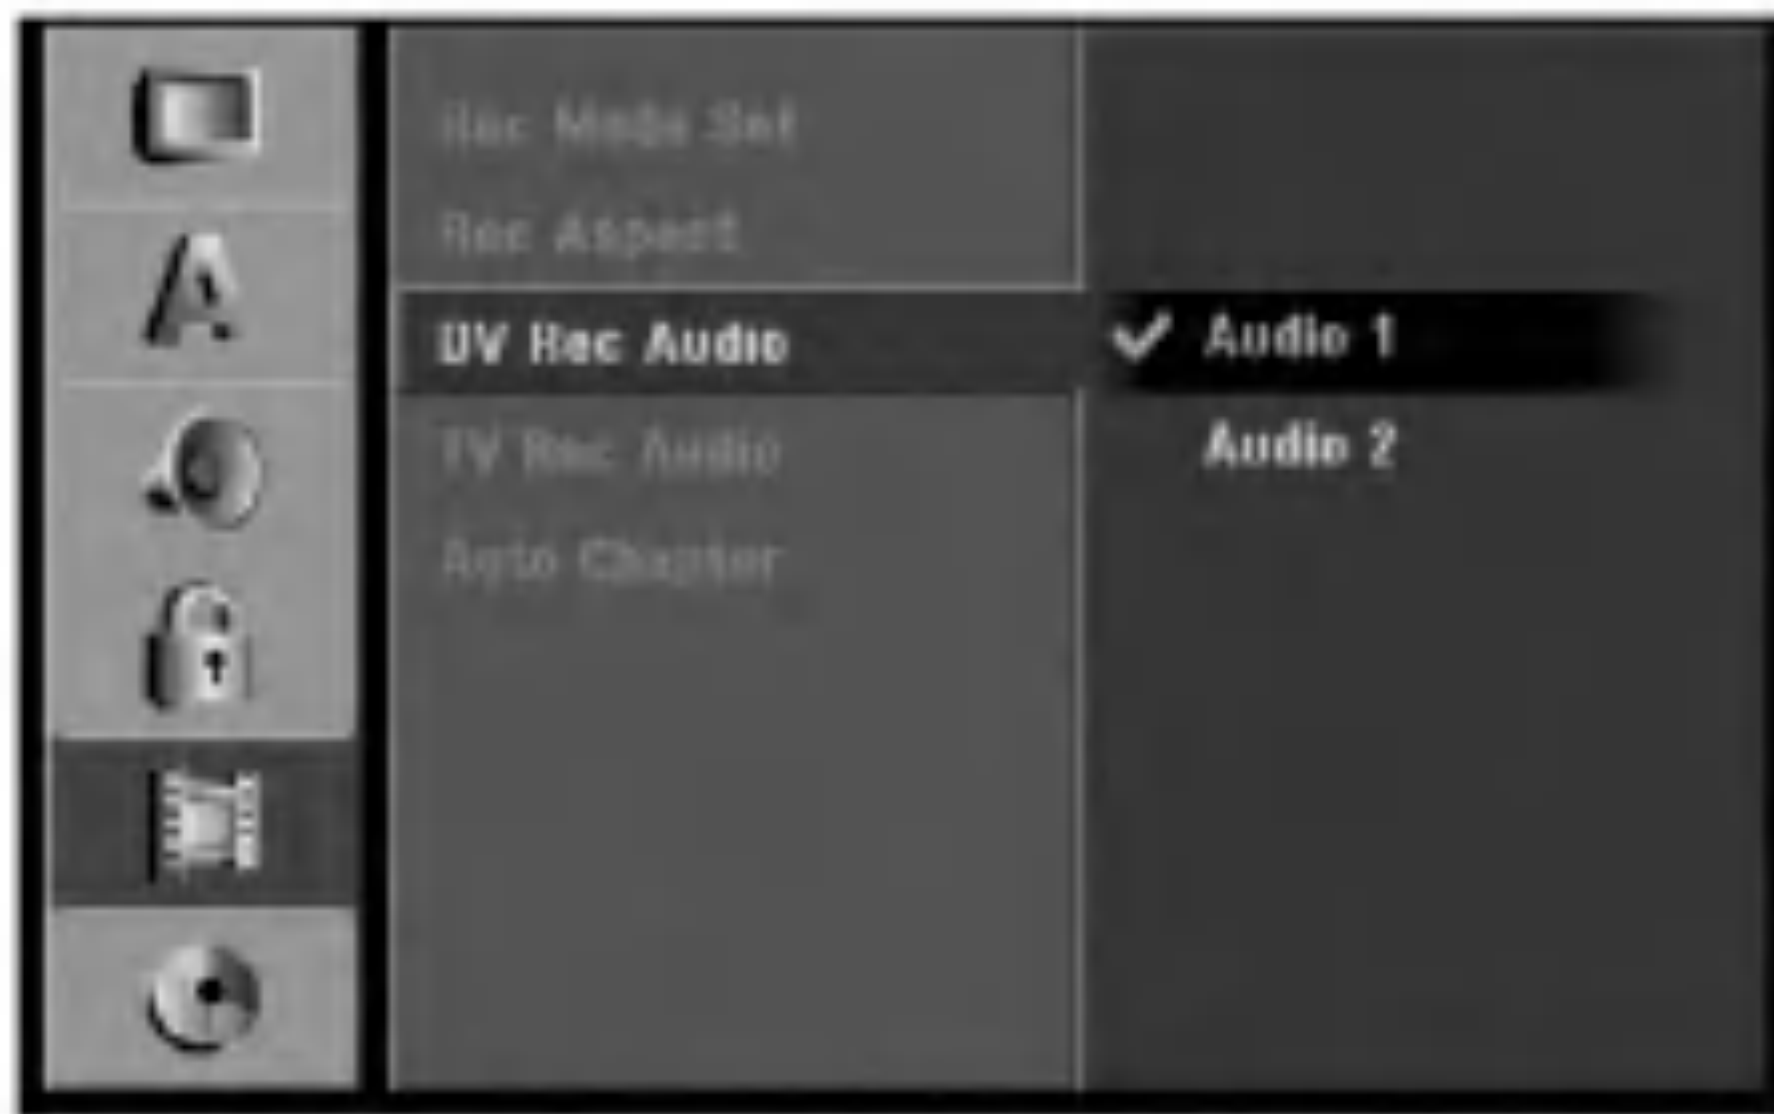 Rec Mode Set
Rec Aspect
DV Rec Audio
TV Rec Audio
Auto Chapter
Audio 1
Audio 2